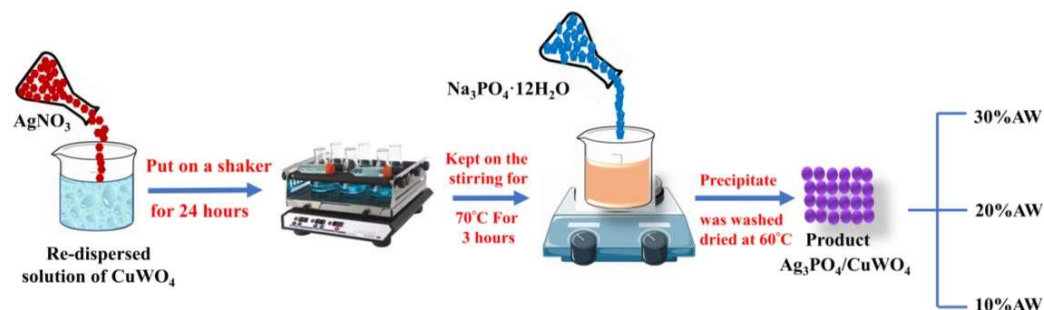 AgNO₃
Re-dispersed
solution of CuWO₄
Put on a shaker
for 24 hours
Kept on the
stirring for
70°C For
3 hours
Na₃PO₄·12H₂O
Precipitate
was washed
dried at 60°C
Product
Ag₃PO₄/CuWO₄
30%AW
20%AW
10%AW